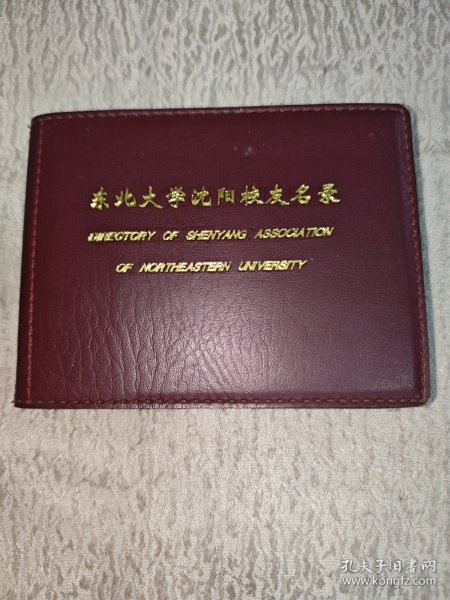 东北大学沈阳校友名录
DIRECTORY OF SHENYANG ASSOCIATION
OF NORTHEASTERN UNIVERSITY
孔夫子旧书网
www.kongfz.com